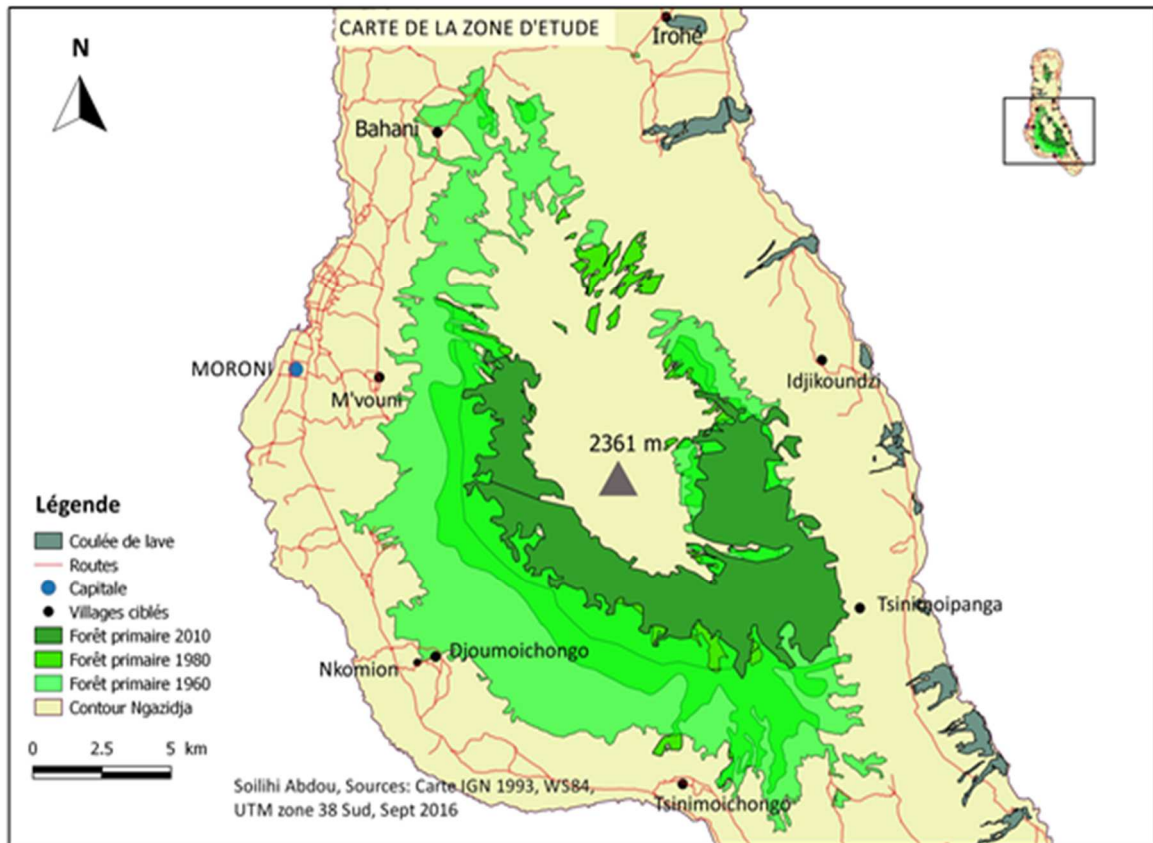 CARTE DE LA ZONE D'ETUDE
N
Irohé
Bahani
MORONI
M'vouni
Idjikoundzi
2361 m
Légende
Coulée de lave
Routes
Capitale
Villages ciblés
Forêt primaire 2010
Forêt primaire 1980
Forêt primaire 1960
Contour Ngazidja
0 2.5 5 km
Tsinimoipanga
Djoumoichongo
Nkomion
Tsinimoichongo
Soilihi Abdou, Sources: Carte IGN 1993, WS84,
UTM zone 38 Sud, Sept 2016